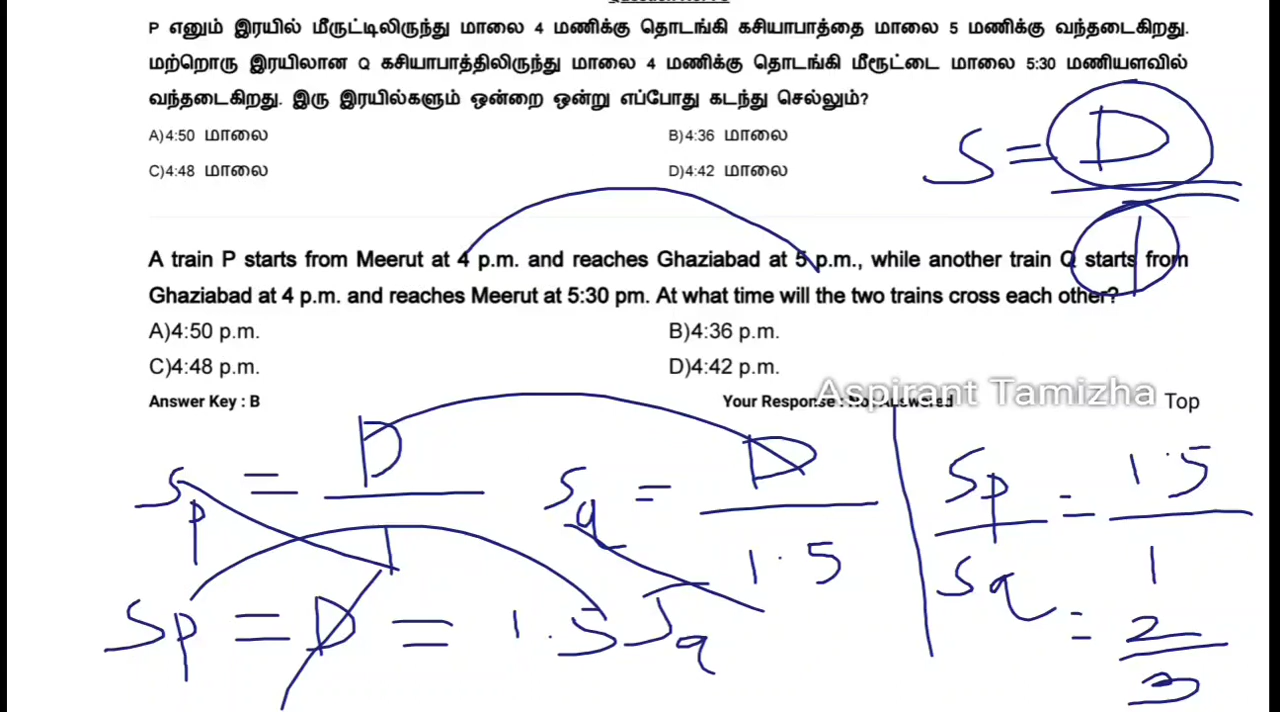 P எனும் இரயில் மீருட்டிலிருந்து மாலை 4 மணிக்கு தொடங்கி கசியாபாத்தை மாலை 5 மணிக்கு வந்தடைகிறது.
மற்றொரு இரயிலான Q கசியாபாத்திலிருந்து மாலை 4 மணிக்கு தொடங்கி மீரூட்டை மாலை 5:30 மணியளவில்
வந்தடைகிறது. இரு இரயில்களும் ஒன்றை ஒன்று எப்போது கடந்து செல்லும்?
A)4:50 மாலை B)4:36 மாலை
C)4:48 மாலை D)4:42 மாலை
S = D
1
A train P starts from Meerut at 4 p.m. and reaches Ghaziabad at 5 p.m., while another train Q starts from
Ghaziabad at 4 p.m. and reaches Meerut at 5:30 pm. At what time will the two trains cross each other?
A)4:50 p.m. B)4:36 p.m.
C)4:48 p.m. D)4:42 p.m.
Aspirant Tamizha
Answer Key : B Your Response : Not Answered Top
Sp = D Sq = D Sp = 1.5
1 1.5 Sq 1
Sp = D = 1.5 Sq = 2
3